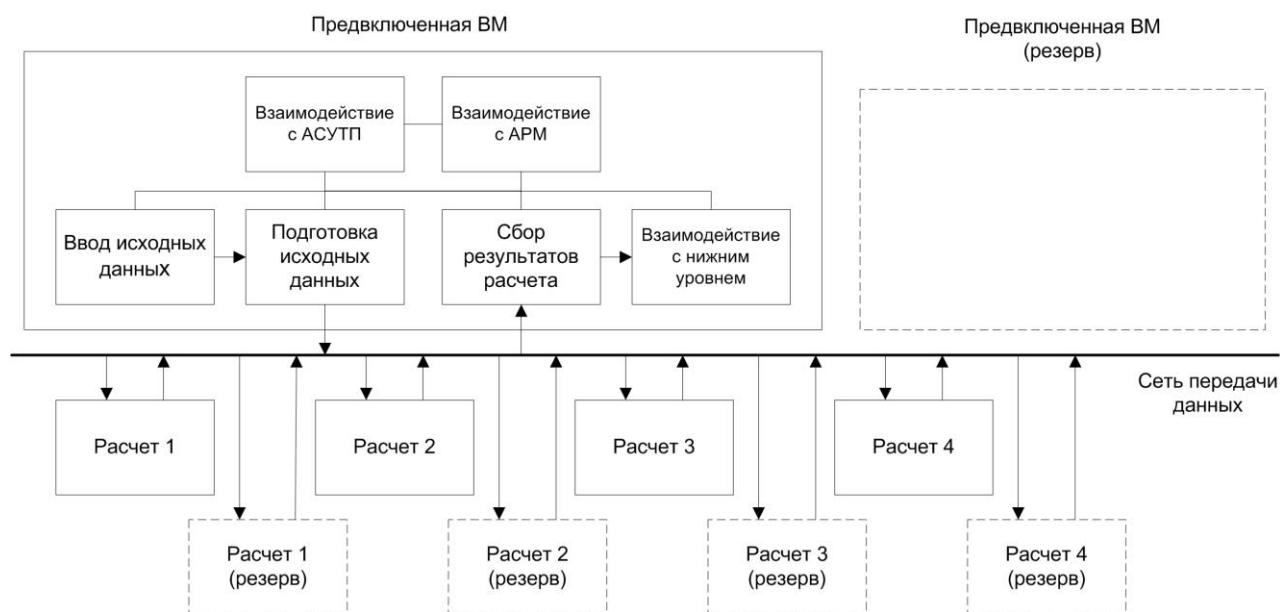 Предвключенная ВМ
Предвключенная ВМ
(резерв)
Взаимодействие
с АСУТП
Взаимодействие
с АРМ
Ввод исходных
данных
Подготовка
исходных
данных
Сбор
результатов
расчета
Взаимодействие
с нижним
уровнем
Сеть передачи
данных
Расчет 1
Расчет 2
Расчет 3
Расчет 4
Расчет 1
(резерв)
Расчет 2
(резерв)
Расчет 3
(резерв)
Расчет 4
(резерв)